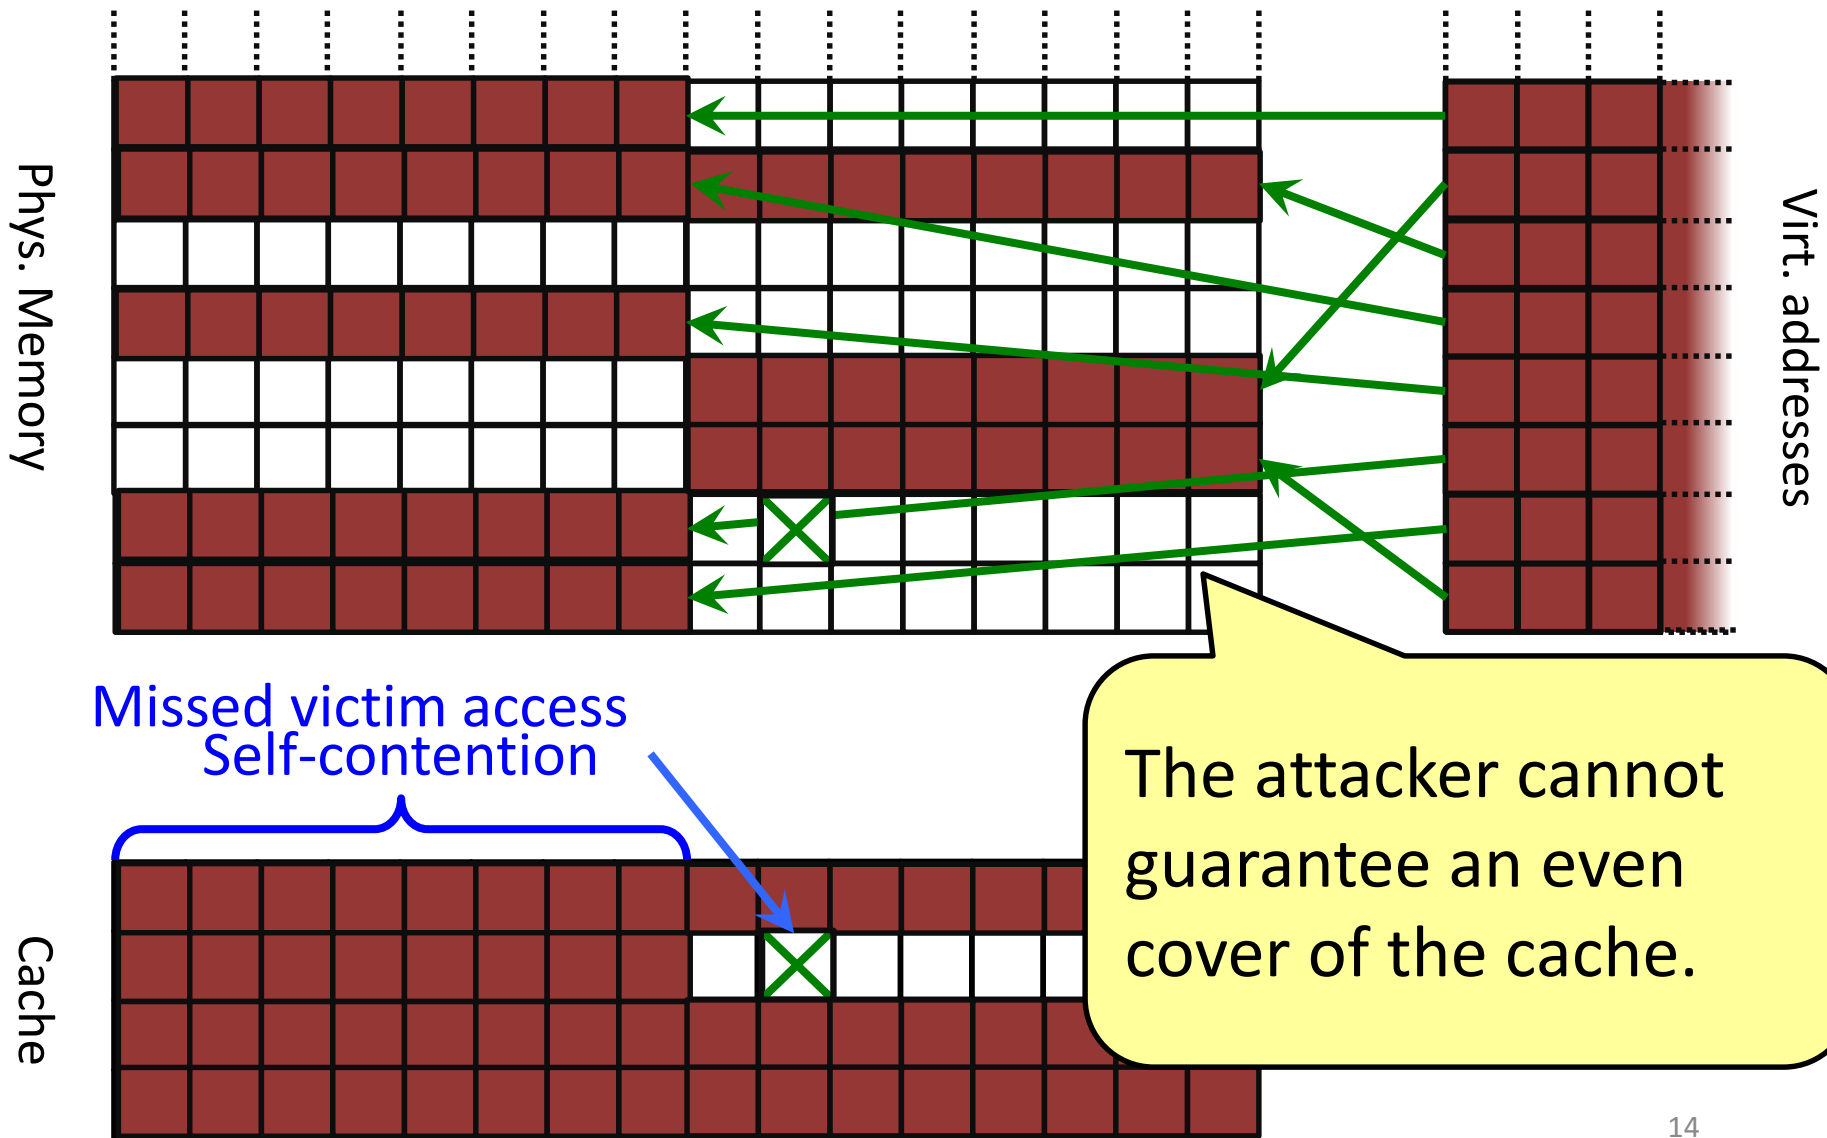 Phys. Memory
Virt. addresses
Missed victim access
Self-contention
The attacker cannot
guarantee an even
cover of the cache.
Cache
14